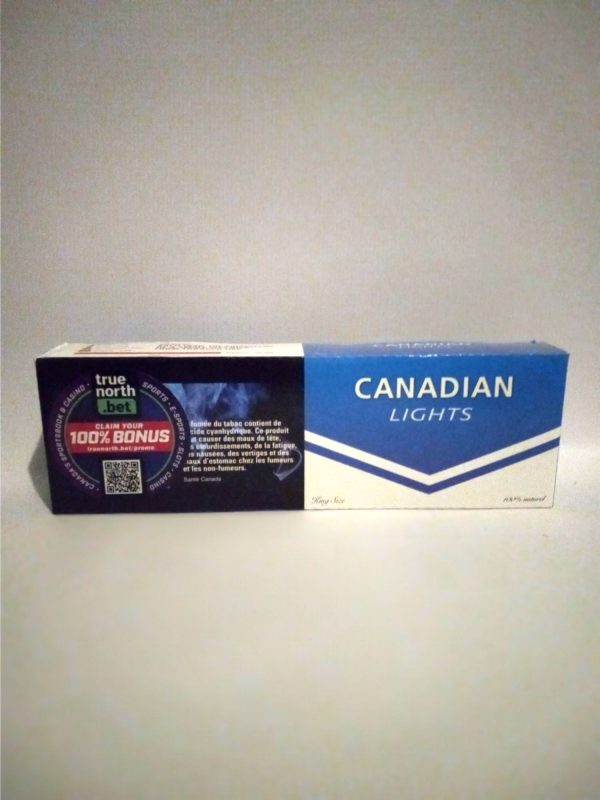 CANADIAN
LIGHTS
King Size
100% natural
true
north
.bet
CLAIM YOUR
100% BONUS
truenorth.bet/promo
• CANADA'S SPORTSBOOK & CASINO •
SPORTS • E-SPORTS • SLOTS • CASINO
fumée du tabac contient de
cide cyanhydrique. Ce produit
ut causer des maux de tête,
s étourdissements, de la fatigue,
es nausées, des vertiges et des
aux d'estomac chez les fumeurs
et les non-fumeurs.
Santé Canada